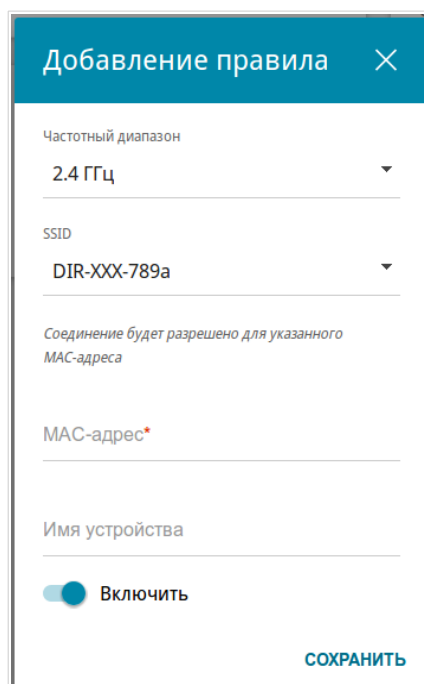 Добавление правила
Частотный диапазон
2.4 ГГц
SSID
DIR-XXX-789a
Соединение будет разрешено для указанного
MAC-адреса
MAC-адрес*
Имя устройства
Включить
СОХРАНИТЬ